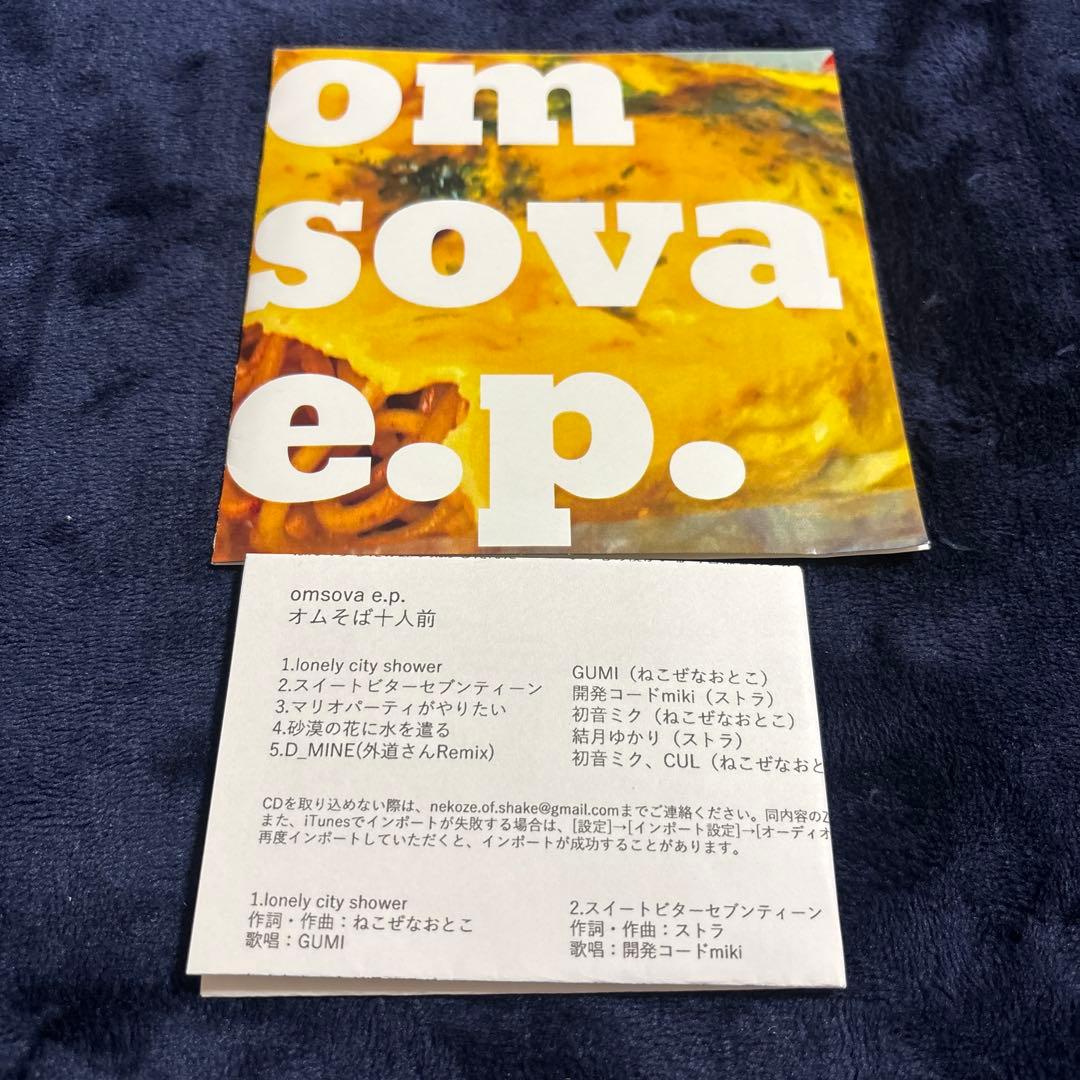 om
sova
e.p.
omsova e.p.
オムそば十人前
1.lonely city shower
2.スイートビターセブンティーン
3.マリオパーティがやりたい
4.砂漠の花に水を遣る
5.D_MINE(外道さんRemix)
GUMI（ねこぜなおとこ）
開発コードmiki（ストラ）
初音ミク（ねこぜなおとこ）
結月ゆかり（ストラ）
初音ミク、CUL（ねこぜなおと
CDを取り込めない際は、nekoze.of.shake@gmail.comまでご連絡ください。同内容のZ
また、iTunesでインポートが失敗する場合は、[設定]→[インポート設定]→[オーディオ
再度インポートしていただくと、インポートが成功することがあります。
1.lonely city shower
作詞・作曲：ねこぜなおとこ
歌唱：GUMI
2.スイートビターセブンティーン
作詞・作曲：ストラ
歌唱：開発コードmiki